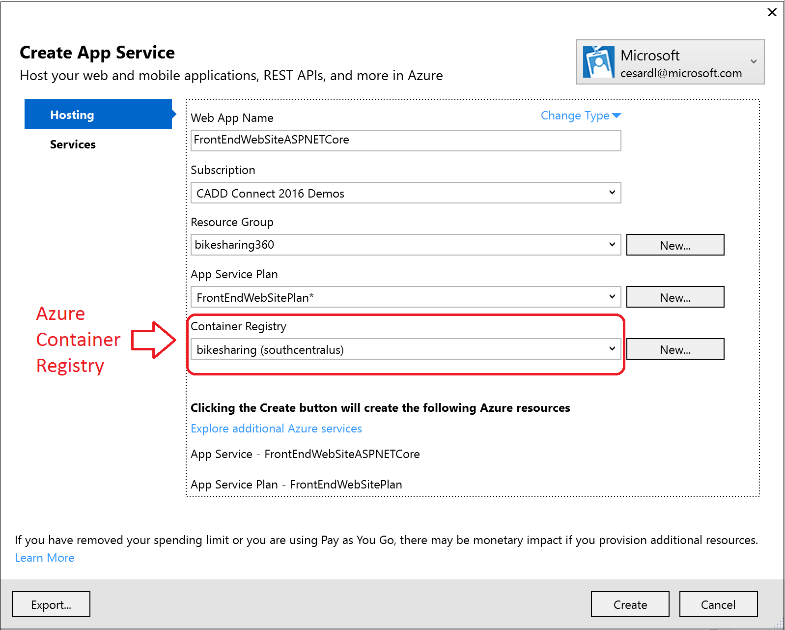 Create App Service
Host your web and mobile applications, REST APIs, and more in Azure
Microsoft
cesardl@microsoft.com
Hosting
Services
Web App Name
Change Type
FrontEndWebSiteASPNETCore
Subscription
CADD Connect 2016 Demos
Resource Group
bikesharing360
New...
App Service Plan
FrontEndWebSitePlan*
New...
Azure
Container
Registry
Container Registry
bikesharing (southcentralus)
New...
Clicking the Create button will create the following Azure resources
Explore additional Azure services
App Service - FrontEndWebSiteASPNETCore
App Service Plan - FrontEndWebSitePlan
If you have removed your spending limit or you are using Pay as You Go, there may be monetary impact if you provision additional resources.
Learn More
Export...
Create
Cancel